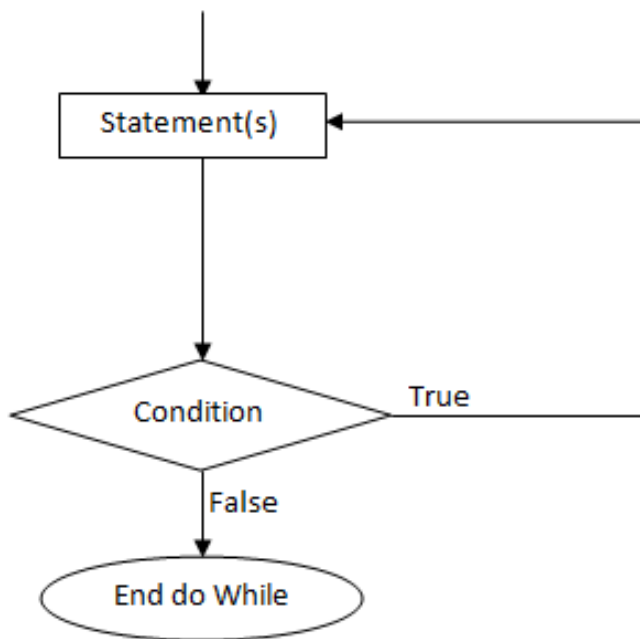 Statement(s)
Condition
True
False
End do While